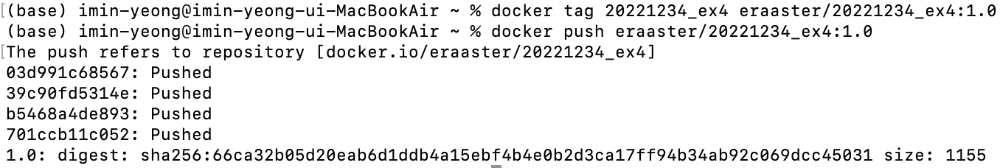 (base) imin-yeong@imin-yeong-ui-MacBookAir ~ % docker tag 20221234_ex4 eraaster/20221234_ex4:1.0
(base) imin-yeong@imin-yeong-ui-MacBookAir ~ % docker push eraaster/20221234_ex4:1.0
The push refers to repository [docker.io/eraaster/20221234_ex4]
03d991c68567: Pushed
39c90fd5314e: Pushed
b5468a4de893: Pushed
701ccb11c052: Pushed
1.0: digest: sha256:66ca32b05d20eab6d1ddb4a15ebf4b4e0b2d3ca17ff94b34ab92c069dcc45031 size: 1155